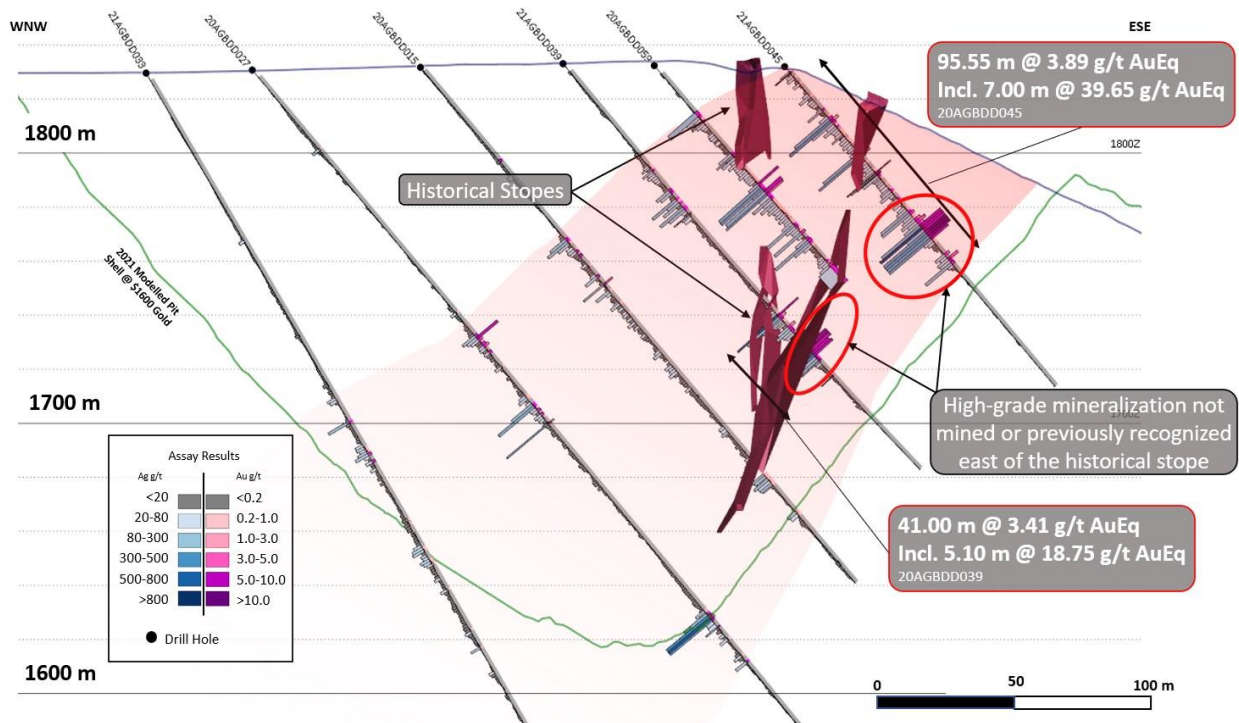 WNW
ESE
21AGBDD033
20AGBDD027
20AGBDD015
21AGBDD039
20AGBDD059
21AGBDD045
95.55 m @ 3.89 g/t AuEq
Incl. 7.00 m @ 39.65 g/t AuEq
20AGBDD045
1800 m
1800Z
Historical Stopes
2021 Modelled Pit
Shell @ $1600 Gold
1700 m
1700Z
High-grade mineralization not
mined or previously recognized
east of the historical stope
Assay Results
Ag g/t Au g/t
<20 <0.2
20-80 0.2-1.0
80-300 1.0-3.0
300-500 3.0-5.0
500-800 5.0-10.0
>800 >10.0
Drill Hole
41.00 m @ 3.41 g/t AuEq
Incl. 5.10 m @ 18.75 g/t AuEq
20AGBDD039
1600 m
0 50 100 m